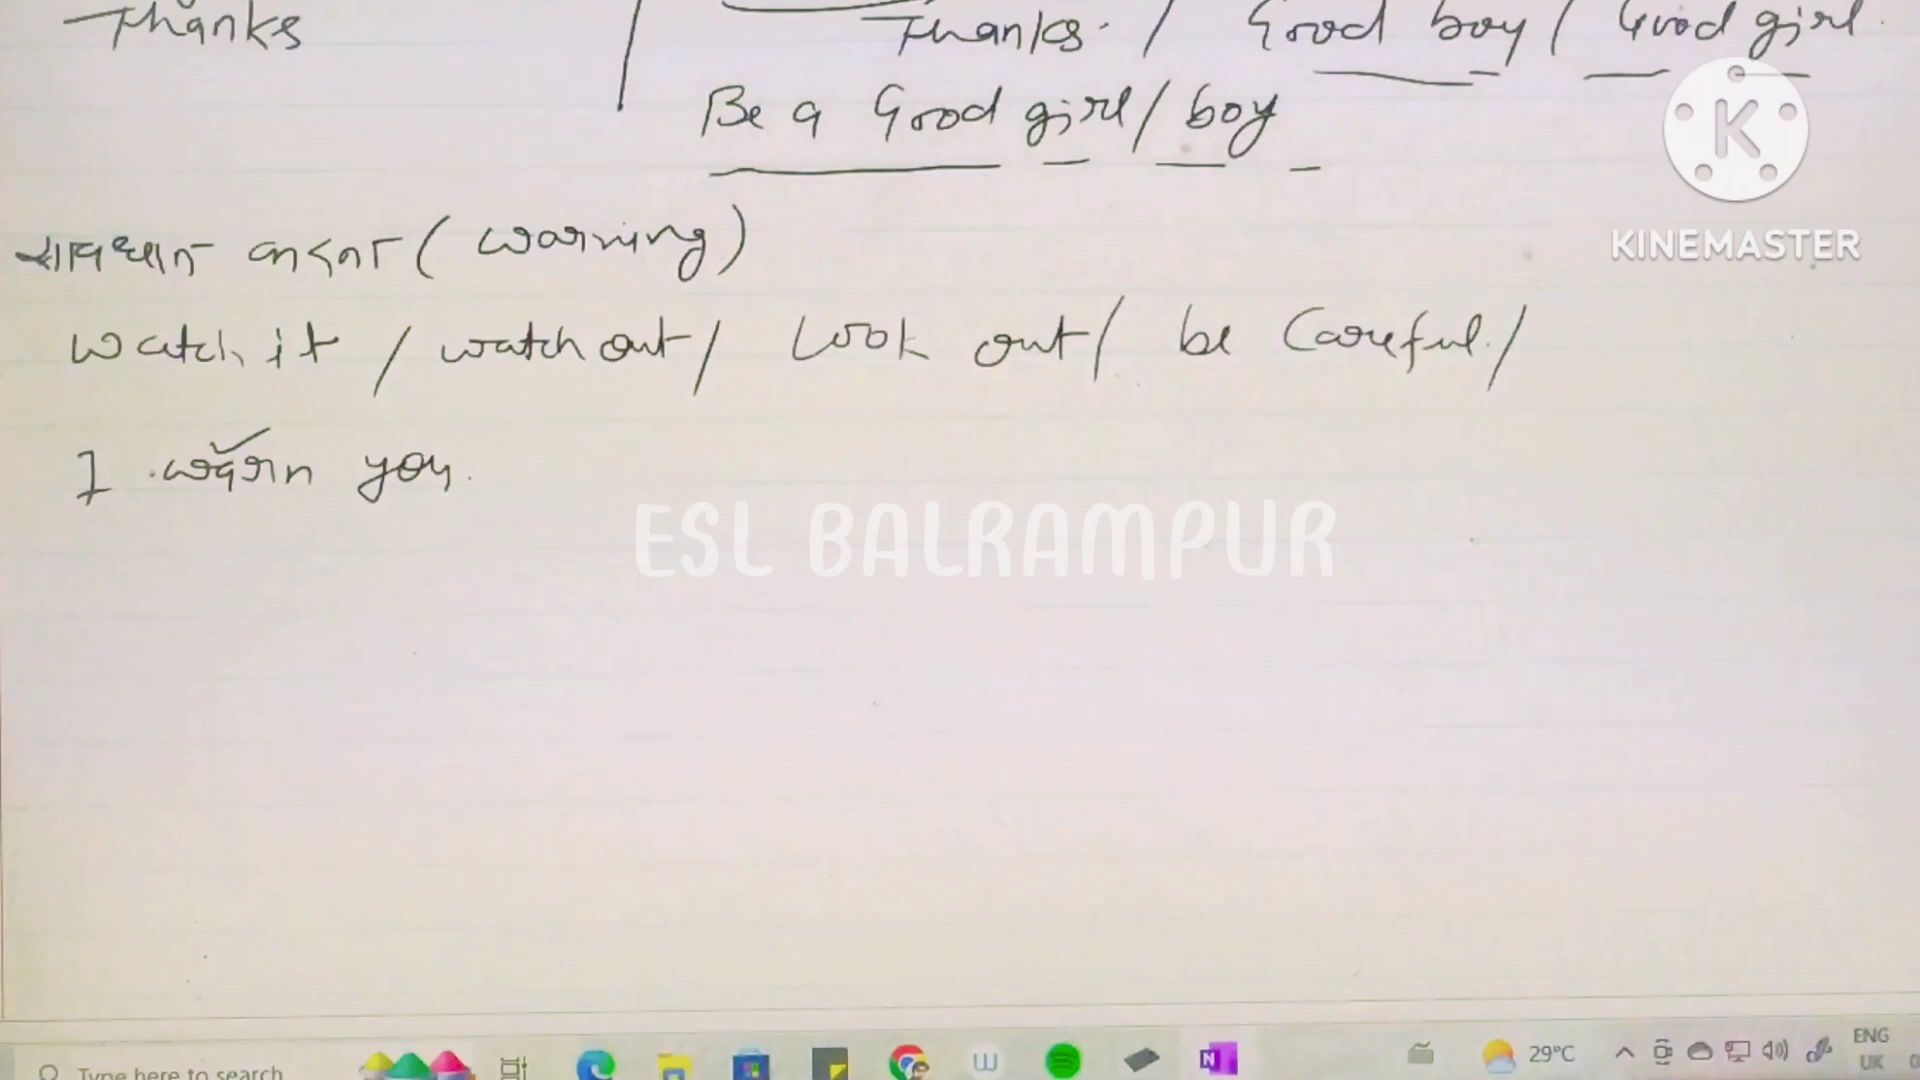 Thanks / Thanks. / Good boy / Good girl.
Be a Good girl / boy
KINEMASTER
सावधान करना ( warning )
watch it / watch out / Look out / be Careful. /
I warn you.
ESL BALRAMPUR
Type here to search
29°C
ENG
UK